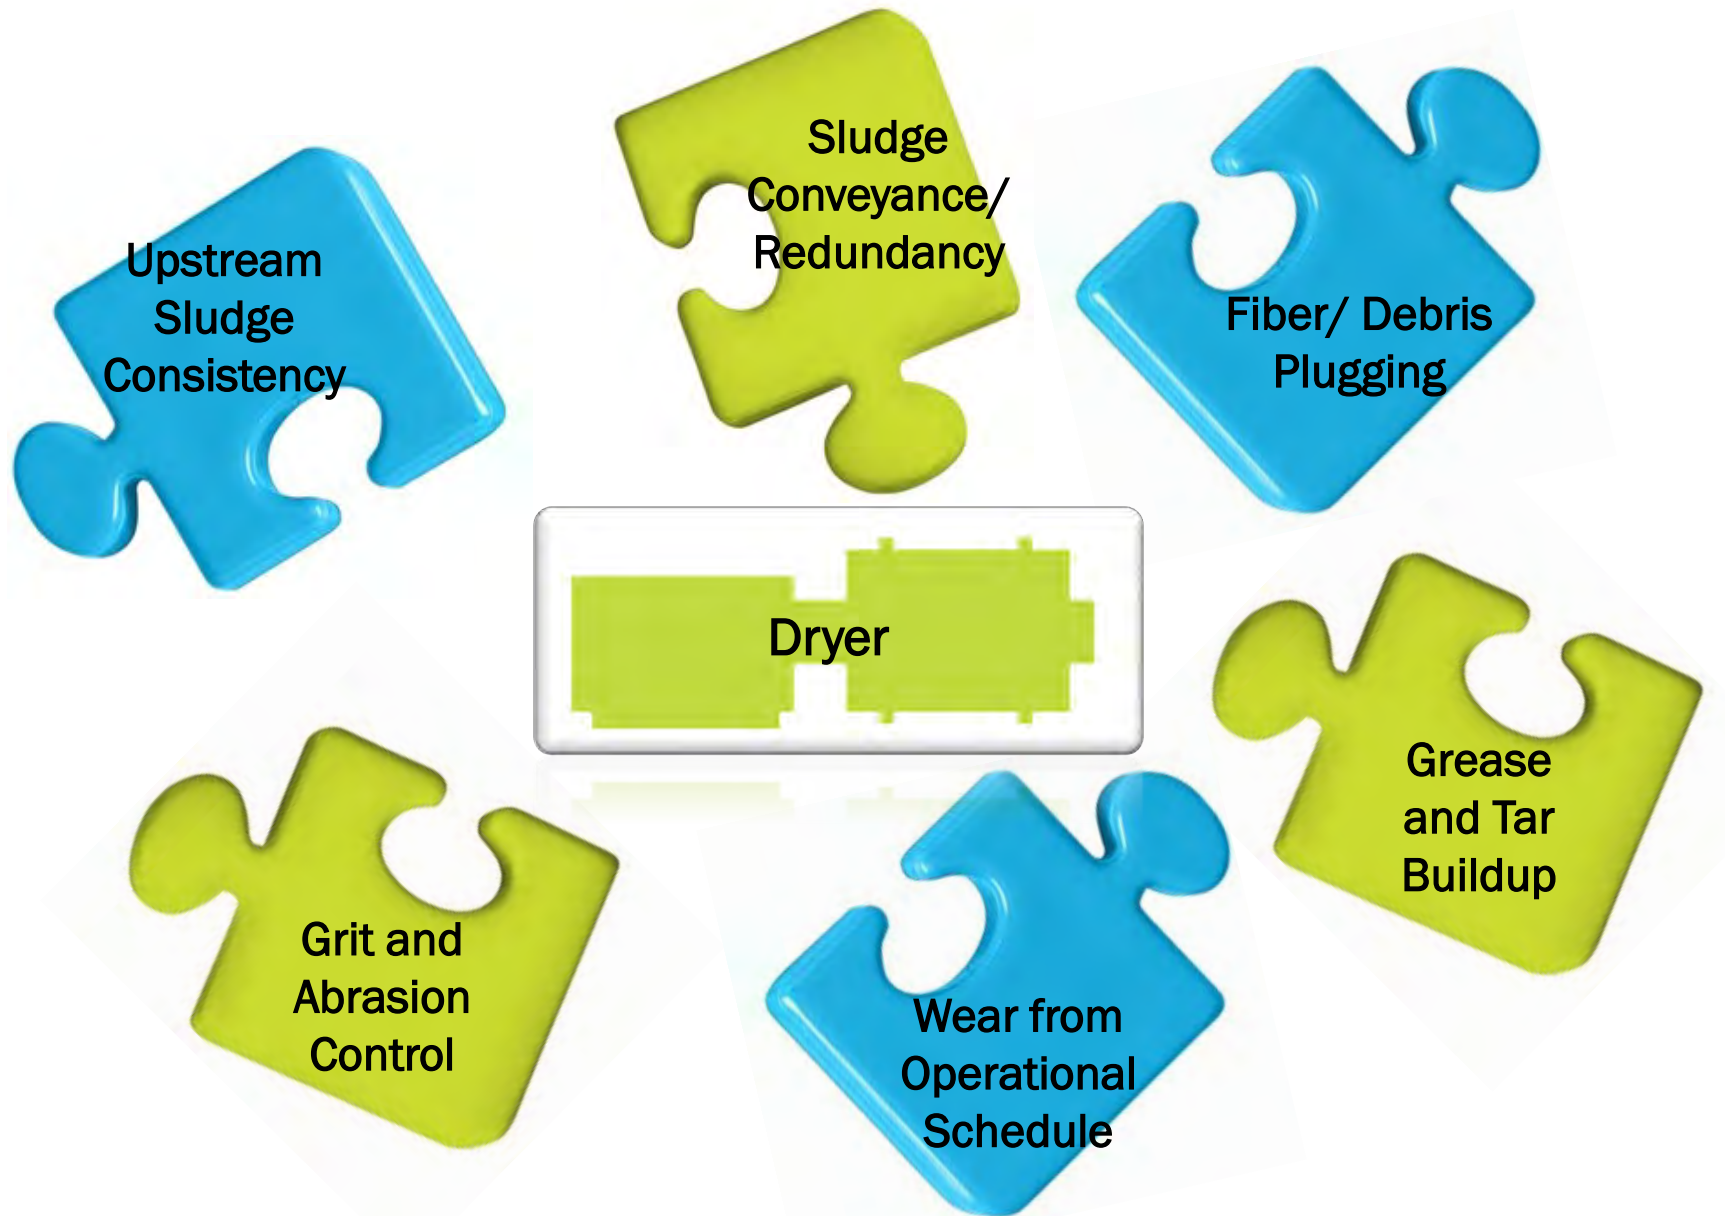 Sludge
Conveyance/
Redundancy
Upstream
Sludge
Consistency
Fiber/ Debris
Plugging
Dryer
Grease
and Tar
Buildup
Grit and
Abrasion
Control
Wear from
Operational
Schedule